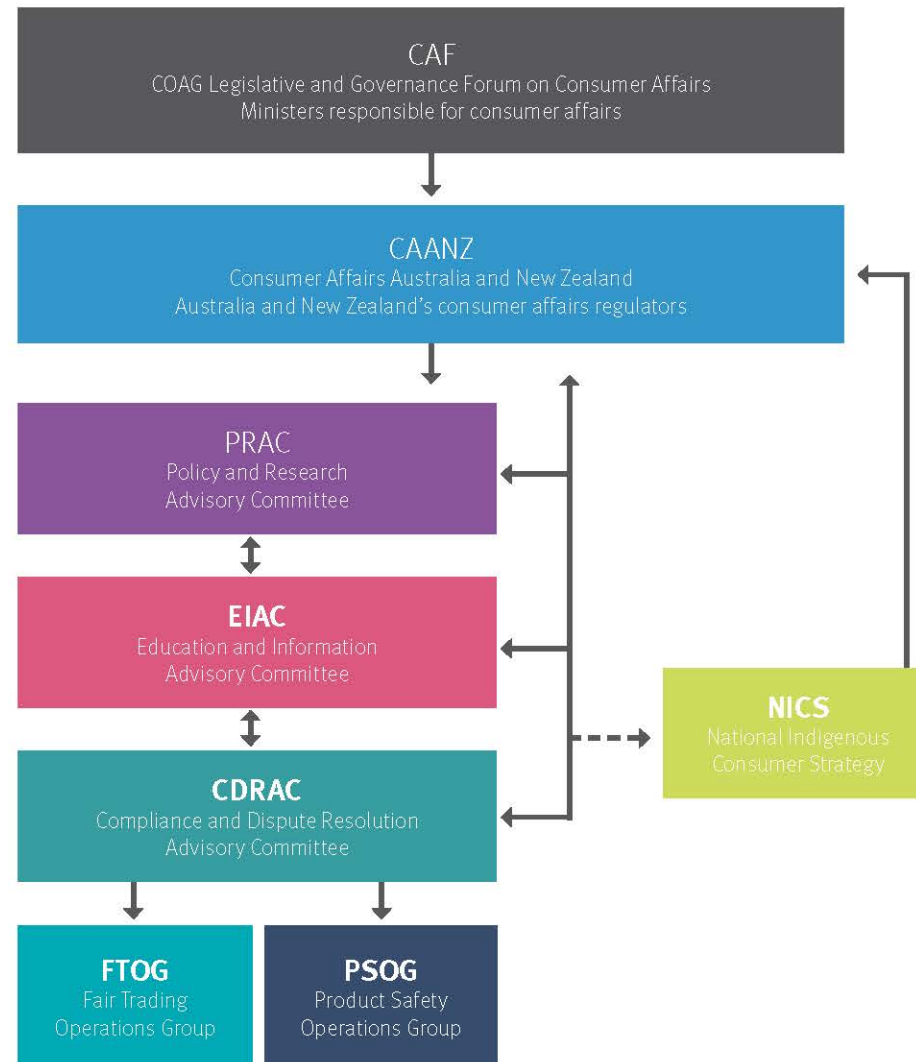 CAF
COAG Legislative and Governance Forum on Consumer Affairs
Ministers responsible for consumer affairs
CAANZ
Consumer Affairs Australia and New Zealand
Australia and New Zealand’s consumer affairs regulators
PRAC
Policy and Research
Advisory Committee
EIAC
Education and Information
Advisory Committee
NICS
National Indigenous
Consumer Strategy
CDRAC
Compliance and Dispute Resolution
Advisory Committee
FTOG
Fair Trading
Operations Group
PSOG
Product Safety
Operations Group